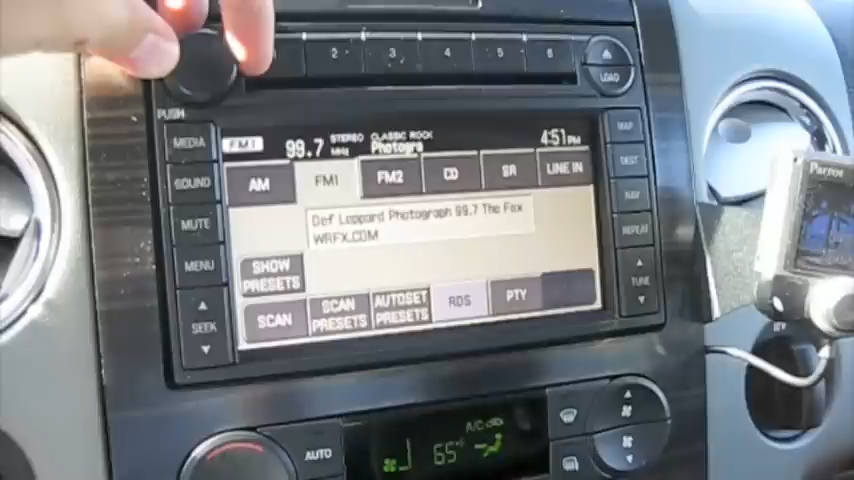 2 3 4 5 6
LOAD
PUSH
MEDIA
SOUND
MUTE
MENU
SEEK
FM1 99.7 MHz STEREO CLASSIC ROCK 4:51PM
Photogra
AM FM1 FM2 CD SR LINE IN
Def Leppard Photograph 99.7 The Fox
WRFX.COM
SHOW
PRESETS
SCAN
SCAN
PRESETS
AUTOSET
PRESETS
RDS
PTY
MAP
DEST
NAV
REPEAT
TUNE
Parrot
AUTO
A/C
65°F